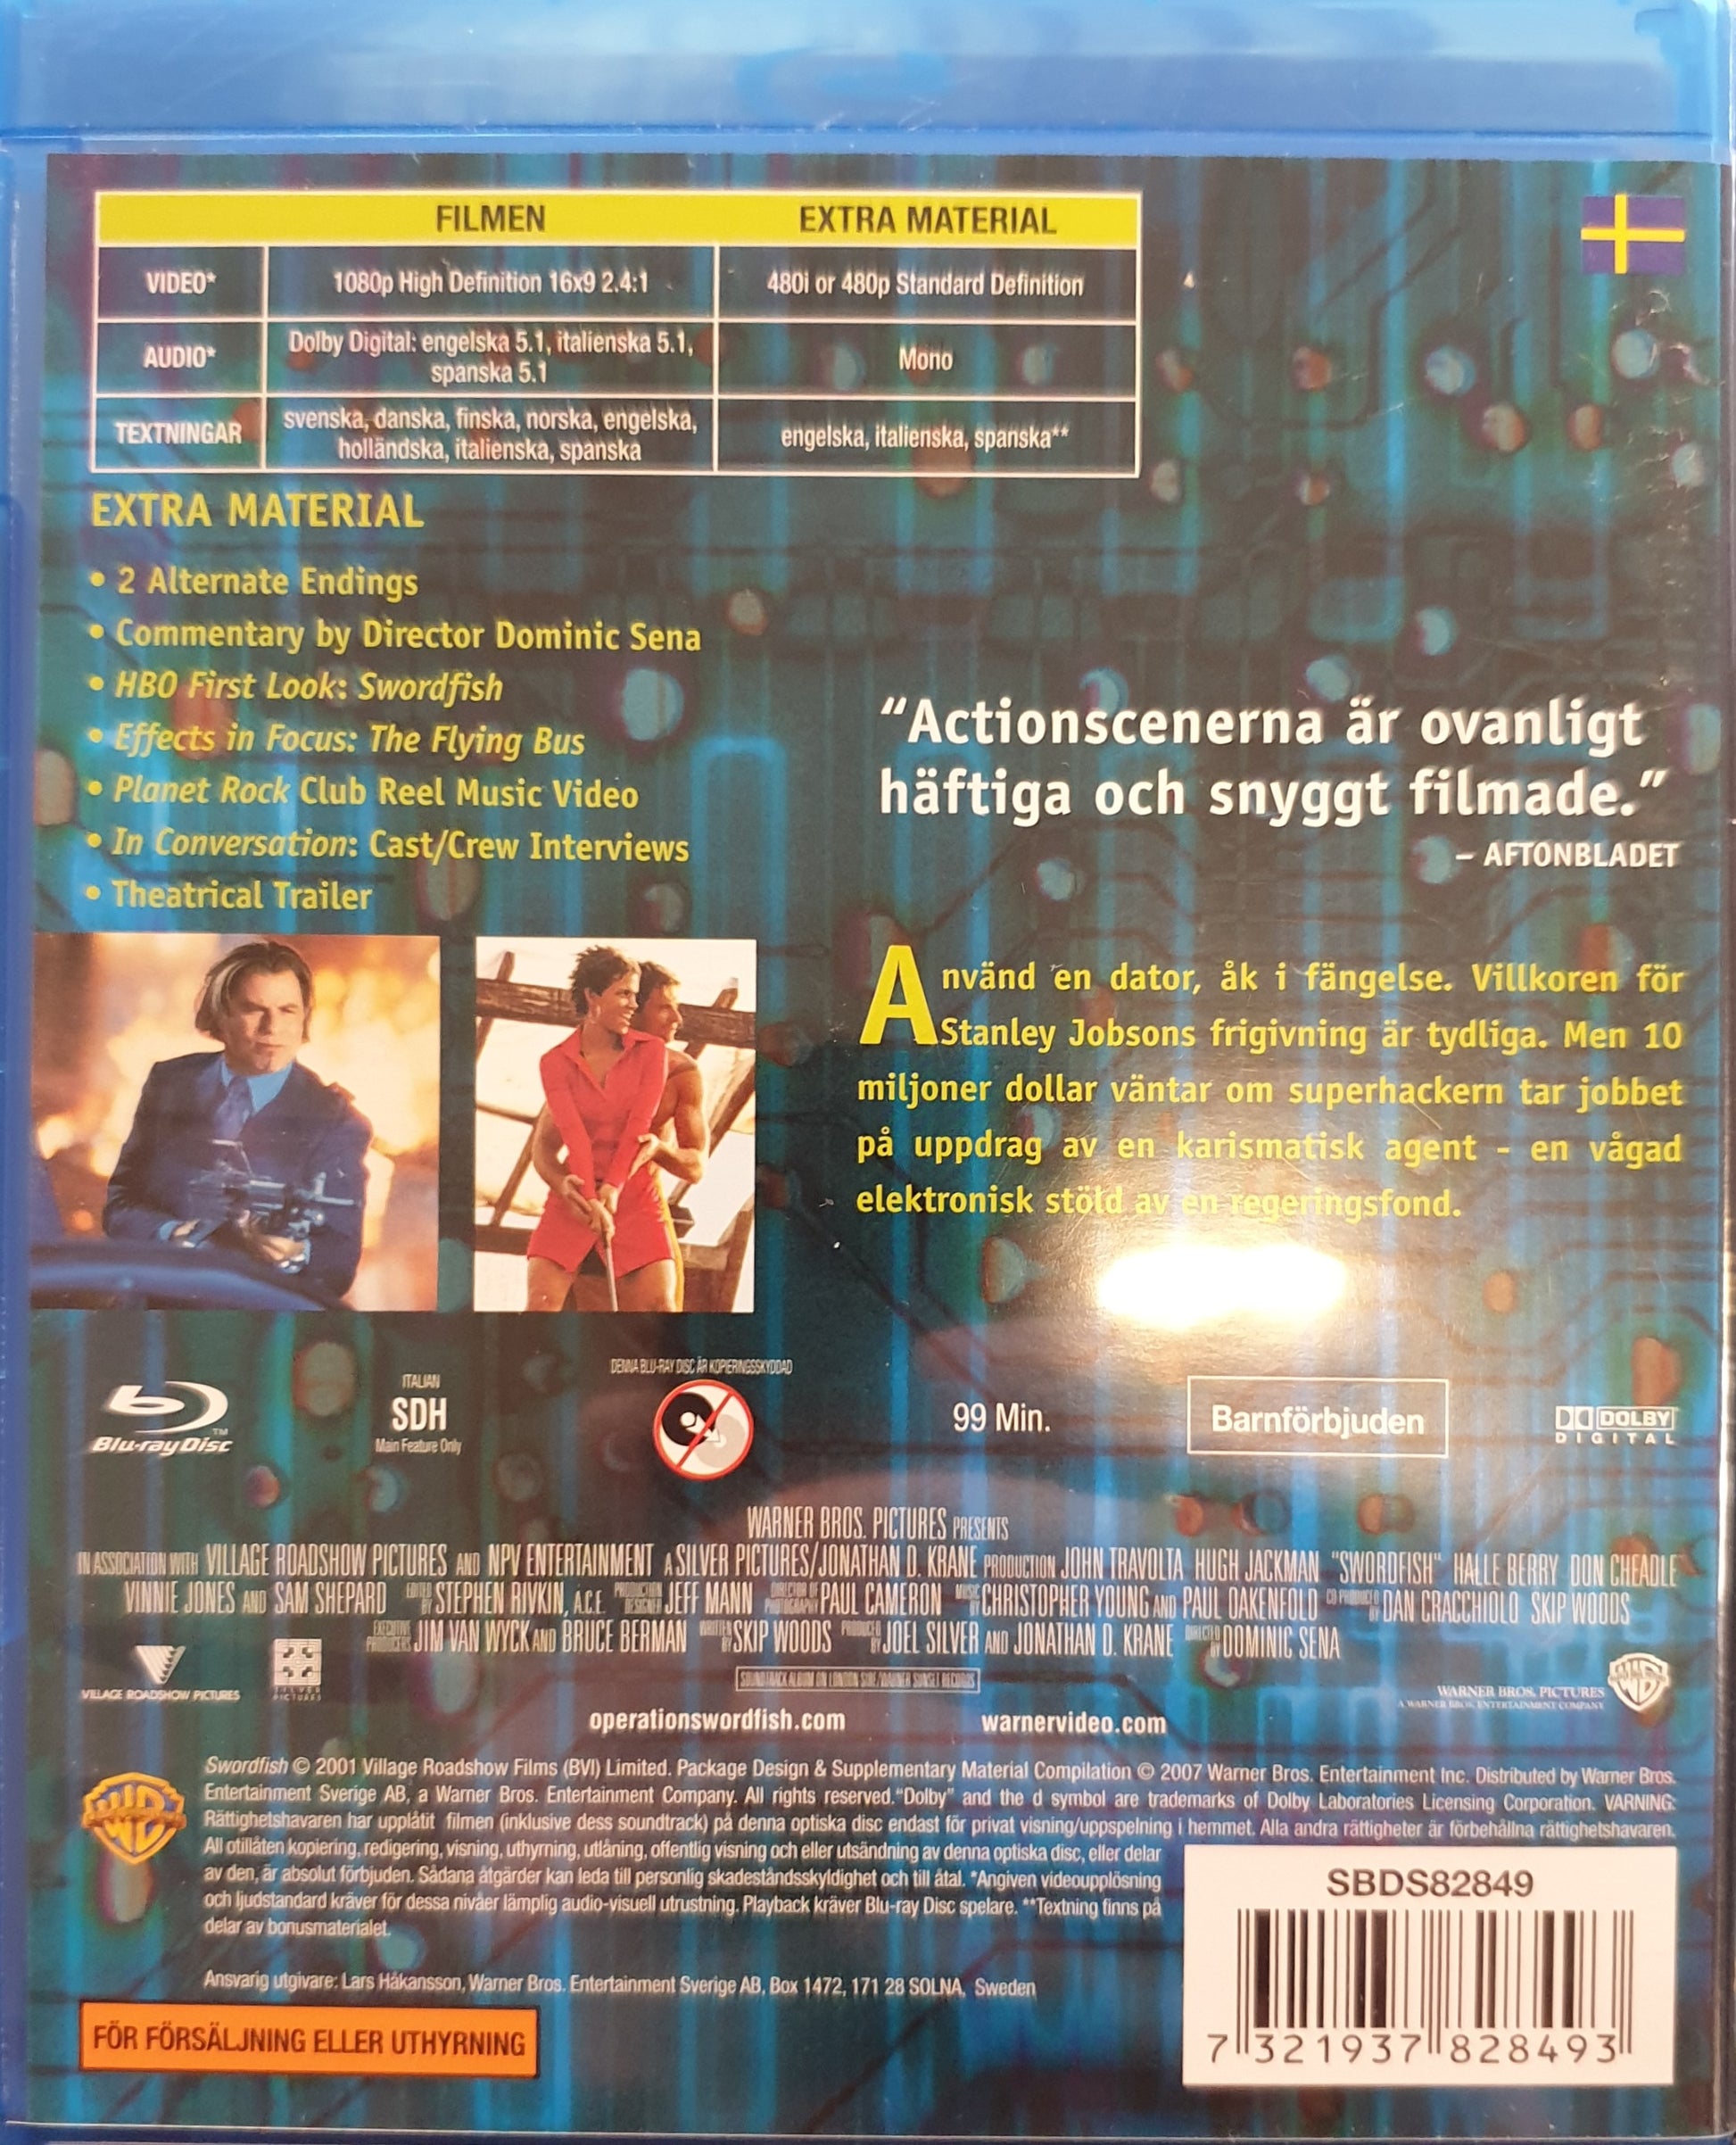 FILMEN EXTRA MATERIAL
VIDEO* 1080p High Definition 16x9 2.4:1 480i or 480p Standard Definition
AUDIO* Dolby Digital: engelska 5.1, italienska 5.1, spanska 5.1 Mono
TEXTNINGAR svenska, danska, finska, norska, engelska, holländska, italienska, spanska engelska, italienska, spanska**
EXTRA MATERIAL
• 2 Alternate Endings
• Commentary by Director Dominic Sena
• HBO First Look: Swordfish
• Effects in Focus: The Flying Bus
• Planet Rock Club Reel Music Video
• In Conversation: Cast/Crew Interviews
• Theatrical Trailer
“Actionscenerna är ovanligt
häftiga och snyggt filmade.”
– AFTONBLADET
Använd en dator, åk i fängelse. Villkoren för
Stanley Jobsons frigivning är tydliga. Men 10
miljoner dollar väntar om superhackern tar jobbet
på uppdrag av en karismatisk agent - en vågad
elektronisk stöld av en regeringsfond.
Blu-ray Disc TM
ITALIAN
SDH
Main Feature Only
DENNA BLU-RAY DISC ÄR KOPIERINGSSKYDDAD
99 Min.
Barnförbjuden
DOLBY
DIGITAL
WARNER BROS. PICTURES PRESENTS
IN ASSOCIATION WITH VILLAGE ROADSHOW PICTURES AND NPV ENTERTAINMENT A SILVER PICTURES/JONATHAN D. KRANE PRODUCTION JOHN TRAVOLTA HUGH JACKMAN "SWORDFISH" HALLE BERRY DON CHEADLE
VINNIE JONES AND SAM SHEPARD EDITED BY STEPHEN RIVKIN, A.C.E. PRODUCTION DESIGNER JEFF MANN DIRECTOR OF PHOTOGRAPHY PAUL CAMERON MUSIC BY CHRISTOPHER YOUNG AND PAUL OAKENFOLD CO-PRODUCED BY DAN CRACCHIOLO SKIP WOODS
EXECUTIVE PRODUCERS JIM VAN WYCK AND BRUCE BERMAN WRITTEN BY SKIP WOODS PRODUCED BY JOEL SILVER AND JONATHAN D. KRANE DIRECTED BY DOMINIC SENA
VILLAGE ROADSHOW PICTURES
SILVER PICTURES
SOUNDTRACK ALBUM ON LONDON-SIRE/WARNER SUNSET RECORDS
WARNER BROS. PICTURES
A WARNER BROS. ENTERTAINMENT COMPANY
operationswordfish.com warnervideo.com
Swordfish © 2001 Village Roadshow Films (BVI) Limited. Package Design & Supplementary Material Compilation © 2007 Warner Bros. Entertainment Inc. Distributed by Warner Bros.
Entertainment Sverige AB, a Warner Bros. Entertainment Company. All rights reserved. "Dolby" and the d symbol are trademarks of Dolby Laboratories Licensing Corporation. VARNING:
Rättighetshavaren har upplåtit filmen (inklusive dess soundtrack) på denna optiska disc endast för privat visning/uppspelning i hemmet. Alla andra rättigheter är förbehållna rättighetshavaren.
All otillåten kopiering, redigering, visning, uthyrning, utlåning, offentlig visning och eller utsändning av denna optiska disc, eller delar
av den, är absolut förbjuden. Sådana åtgärder kan leda till personlig skadeståndsskyldighet och till åtal. *Angiven videoupplösning
och ljudstandard kräver för dessa nivåer lämplig audio-visuell utrustning. Playback kräver Blu-ray Disc spelare. **Textning finns på
delar av bonusmaterialet.
Ansvarig utgivare: Lars Håkansson, Warner Bros. Entertainment Sverige AB, Box 1472, 171 28 SOLNA, Sweden
FÖR FÖRSÄLJNING ELLER UTHYRNING
SBDS82849
7 321937 828493